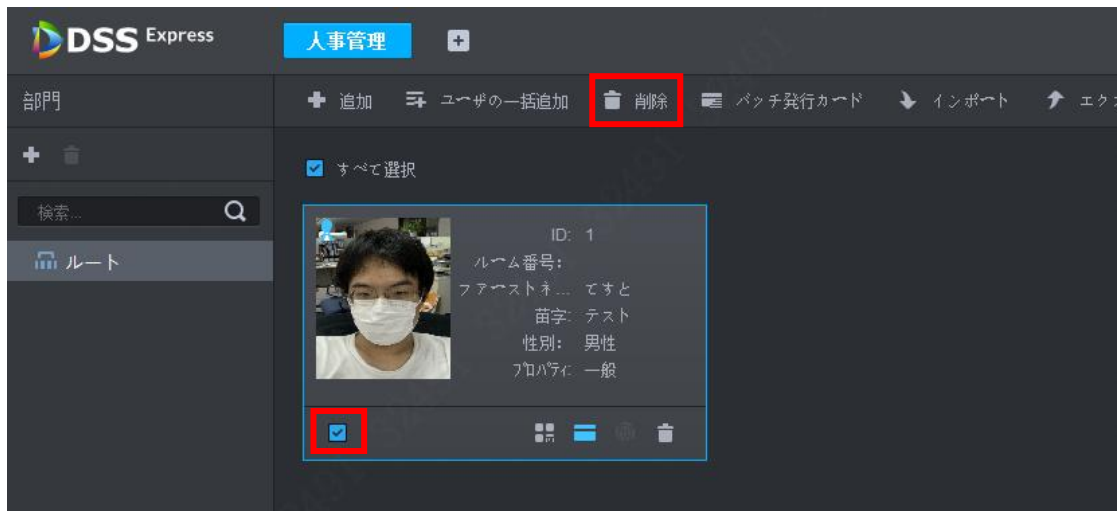 DSS Express
人事管理
部門
追加 ユーザの一括追加 削除 バッチ発行カード インポート
すべて選択
検索...
ルート
ID: 1
ルーム番号:
ファーストネ... てすと
苗字: テスト
性別: 男性
プロパティ: 一般